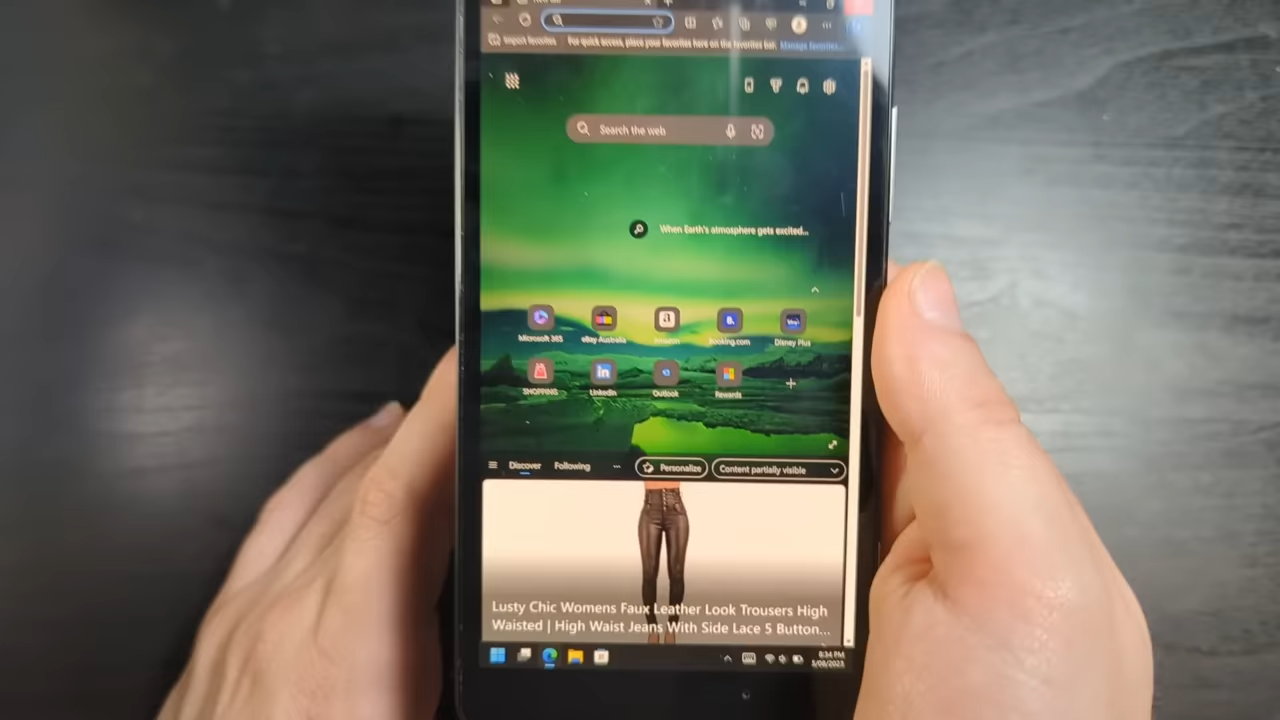 Import favorites
For quick access, place your favorites here on the favorites bar. Manage favorites...
Search the web
When Earth's atmosphere gets excited...
Microsoft 365
eBay Australia
Amazon
Booking.com
Disney Plus
SHOPPING
LinkedIn
Outlook
Rewards
Discover
Following
Personalize
Content partially visible
Lusty Chic Womens Faux Leather Look Trousers High
Waisted | High Waist Jeans With Side Lace 5 Button...
8:34 PM
5/08/2023